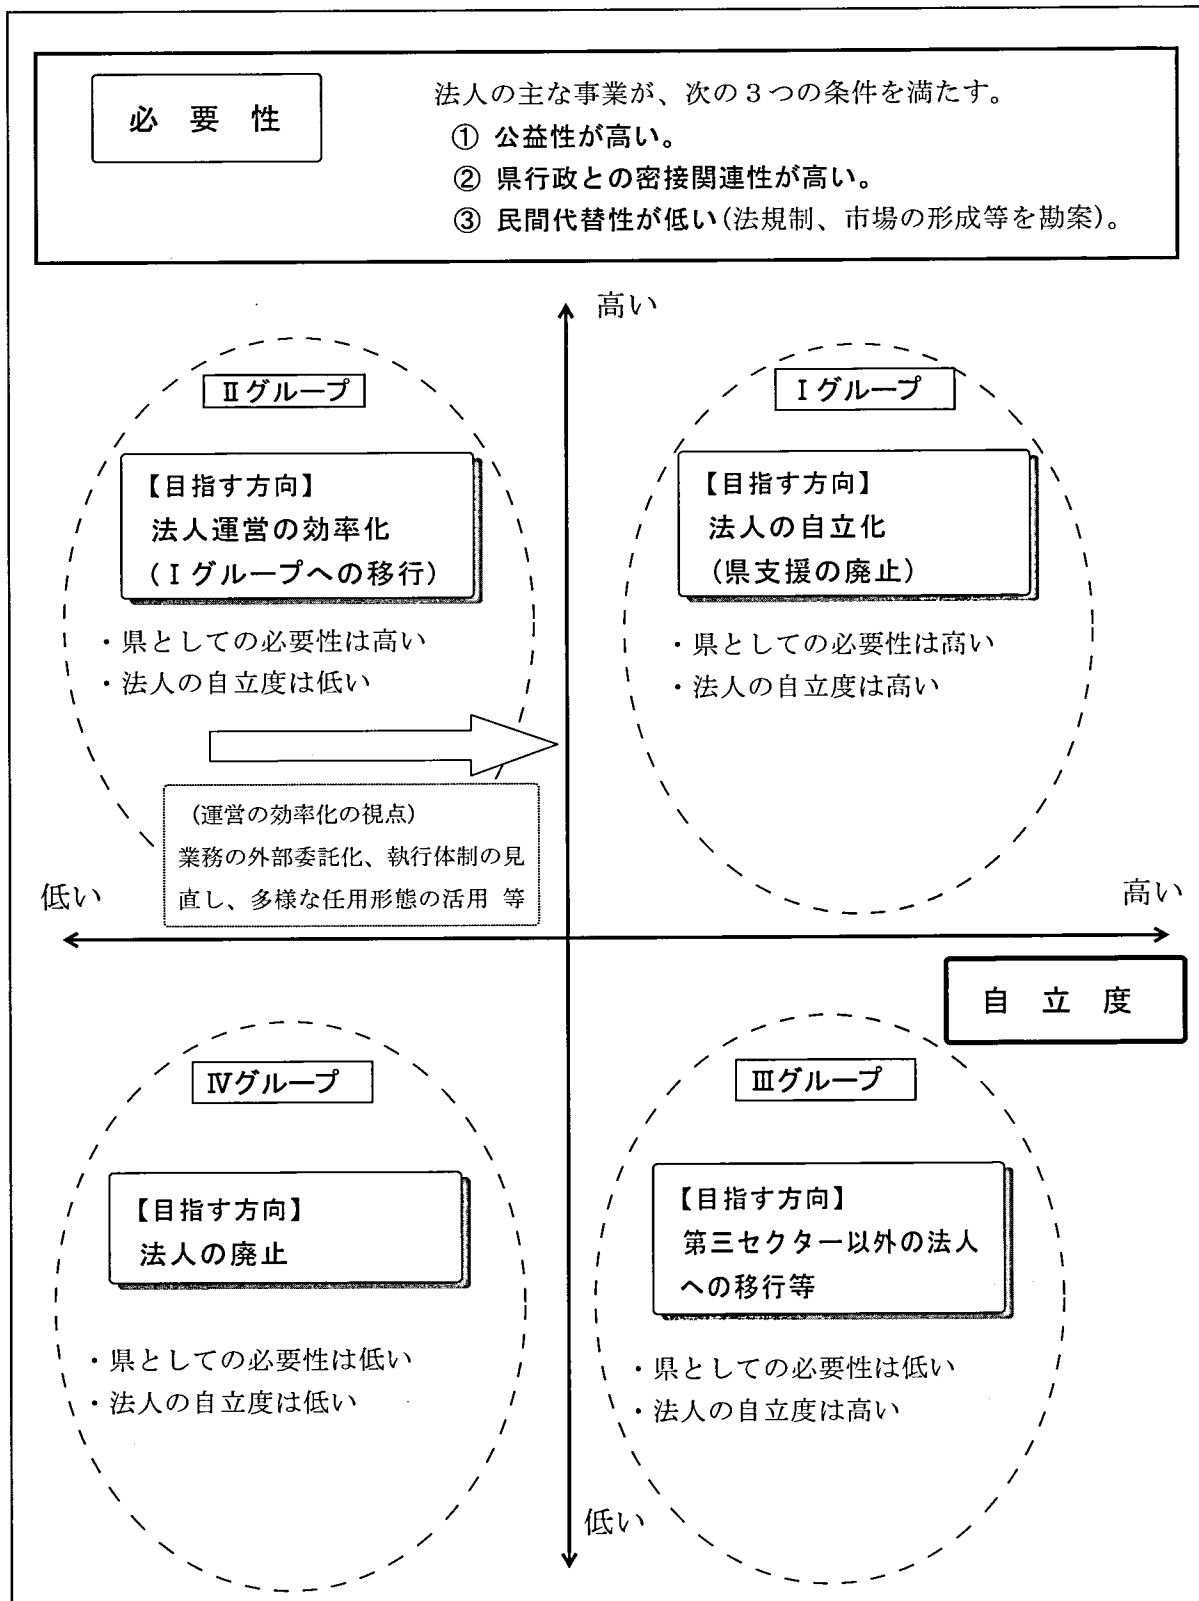 必要性
法人の主な事業が、次の3つの条件を満たす。
① 公益性が高い。
② 県行政との密接関連性が高い。
③ 民間代替性が低い(法規制、市場の形成等を勘案)。
高い
Ⅱグループ
【目指す方向】
法人運営の効率化
(Ⅰグループへの移行)
・県としての必要性は高い
・法人の自立度は低い
(運営の効率化の視点)
業務の外部委託化、執行体制の見
直し、多様な任用形態の活用 等
Ⅰグループ
【目指す方向】
法人の自立化
(県支援の廃止)
・県としての必要性は高い
・法人の自立度は高い
低い
高い
自立度
Ⅳグループ
【目指す方向】
法人の廃止
・県としての必要性は低い
・法人の自立度は低い
Ⅲグループ
【目指す方向】
第三セクター以外の法人
への移行等
・県としての必要性は低い
・法人の自立度は高い
低い